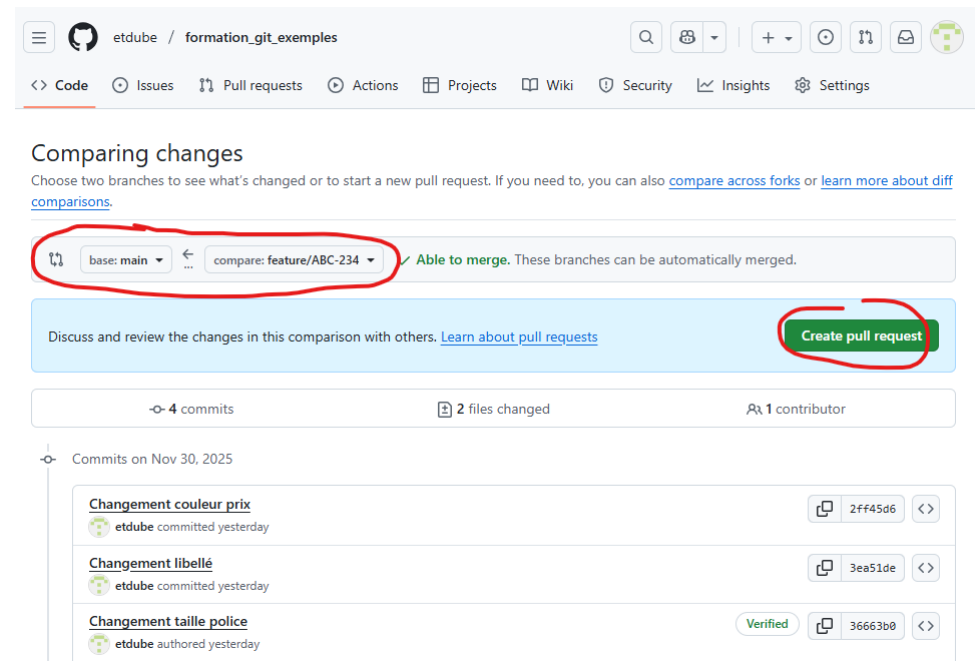 etdube / formation_git_exemples
Code Issues Pull requests Actions Projects Wiki Security Insights Settings
Comparing changes
Choose two branches to see what's changed or to start a new pull request. If you need to, you can also compare across forks or learn more about diff
comparisons.
base: main compare: feature/ABC-234 Able to merge. These branches can be automatically merged.
Discuss and review the changes in this comparison with others. Learn about pull requests Create pull request
4 commits 2 files changed 1 contributor
Commits on Nov 30, 2025
Changement couleur prix 2ff45d6
etdube committed yesterday
Changement libellé 3ea51de
etdube committed yesterday
Changement taille police Verified 36663b0
etdube authored yesterday